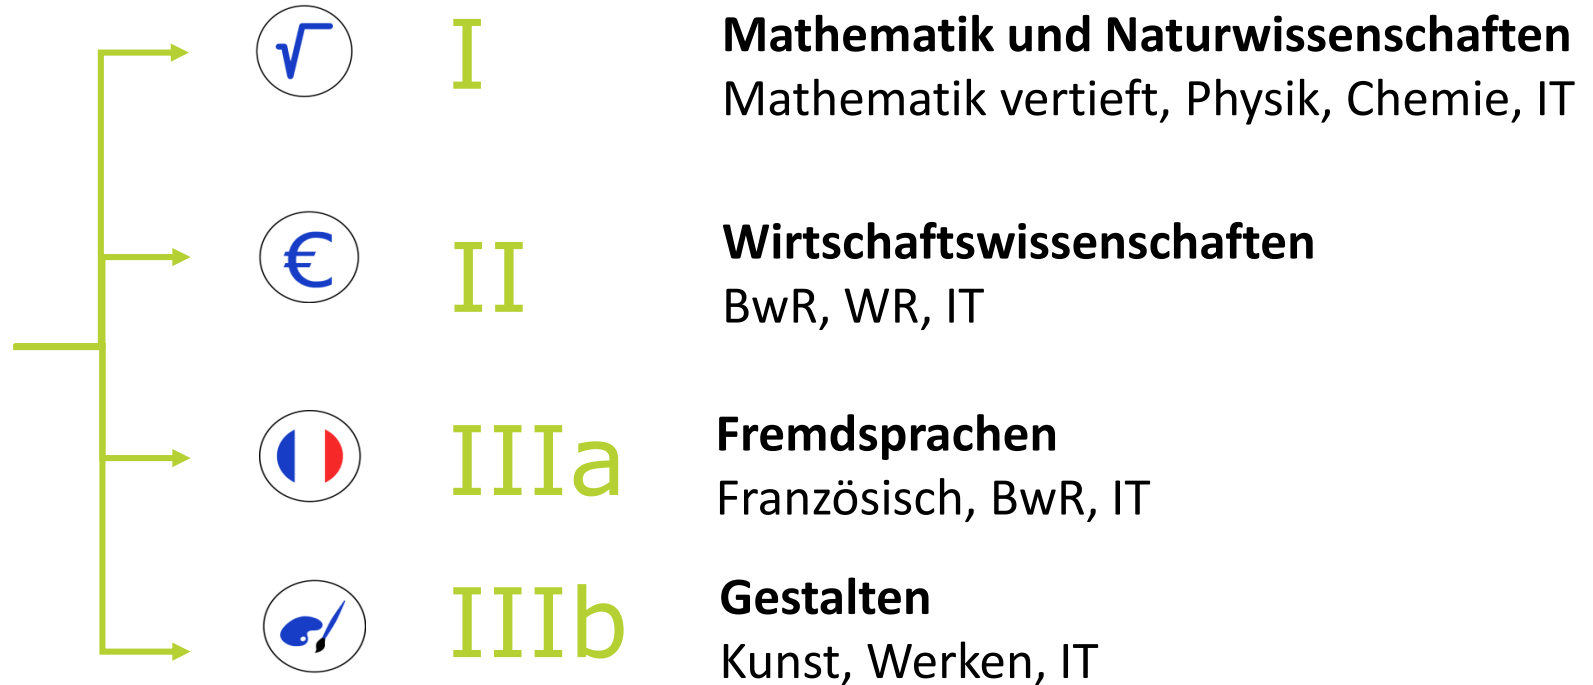 I
Mathematik und Naturwissenschaften
Mathematik vertieft, Physik, Chemie, IT
€
II
Wirtschaftswissenschaften
BwR, WR, IT
IIIa
Fremdsprachen
Französisch, BwR, IT
IIIb
Gestalten
Kunst, Werken, IT